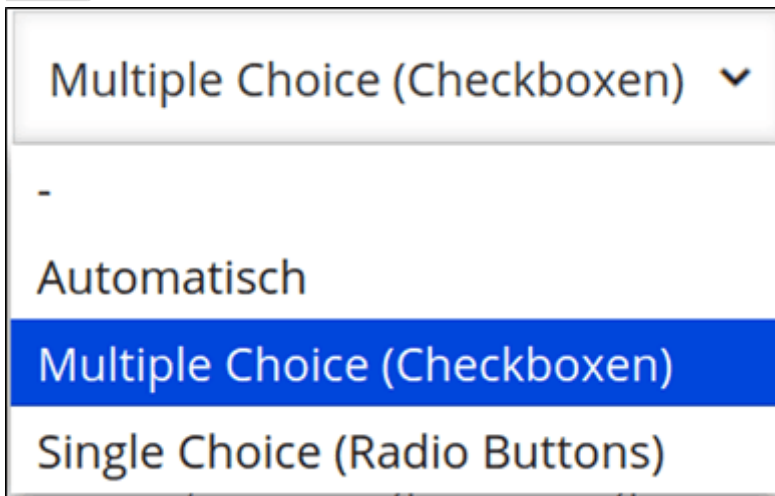 Multiple Choice (Checkboxen)
-
Automatisch
Multiple Choice (Checkboxen)
Single Choice (Radio Buttons)